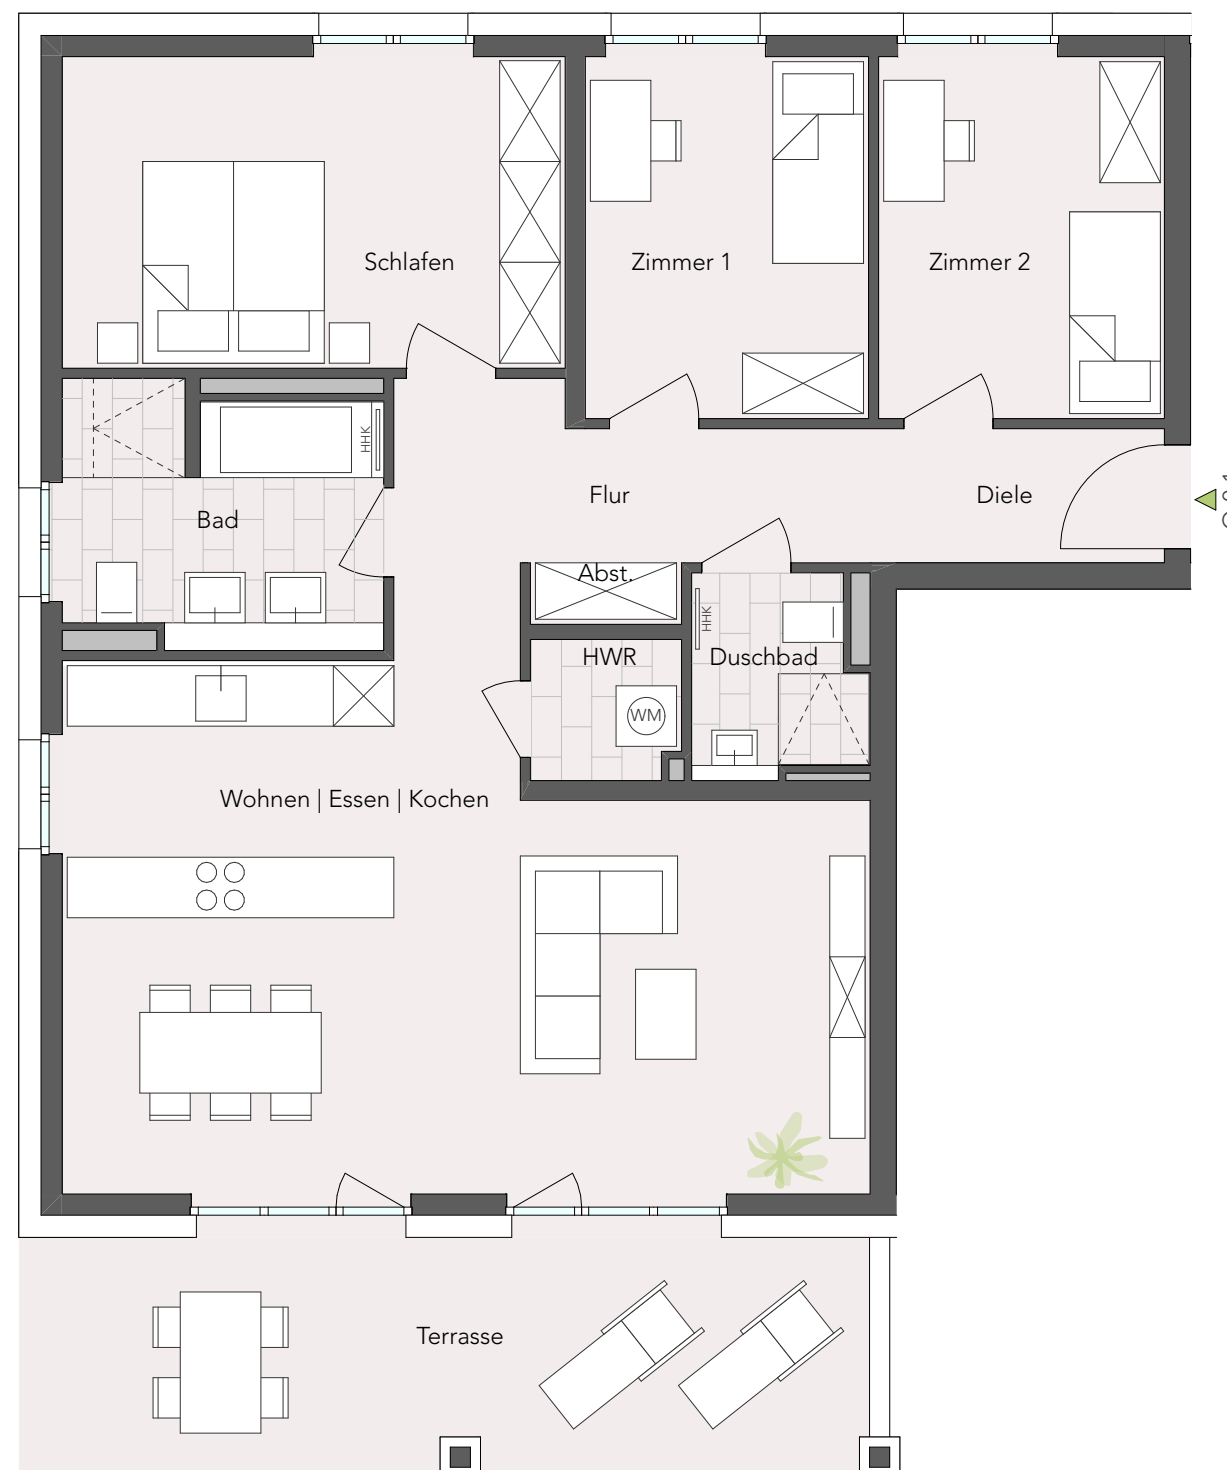 Schlafen
Zimmer 1
Zimmer 2
HHK
Bad
Flur
Diele
Abst.
HHK
HWR
Duschbad
WM
Wohnen | Essen | Kochen
Terrasse